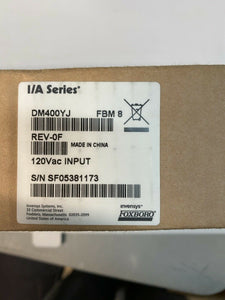 I/A Series®
DM400YJ FBM 8
REV-0F
MADE IN CHINA
120Vac INPUT
S/N SF05381173
Invensys Systems, Inc.
33 Commercial Street
Foxboro, Massachusetts 02035-2099
United States of America
invensys
FOXBORO